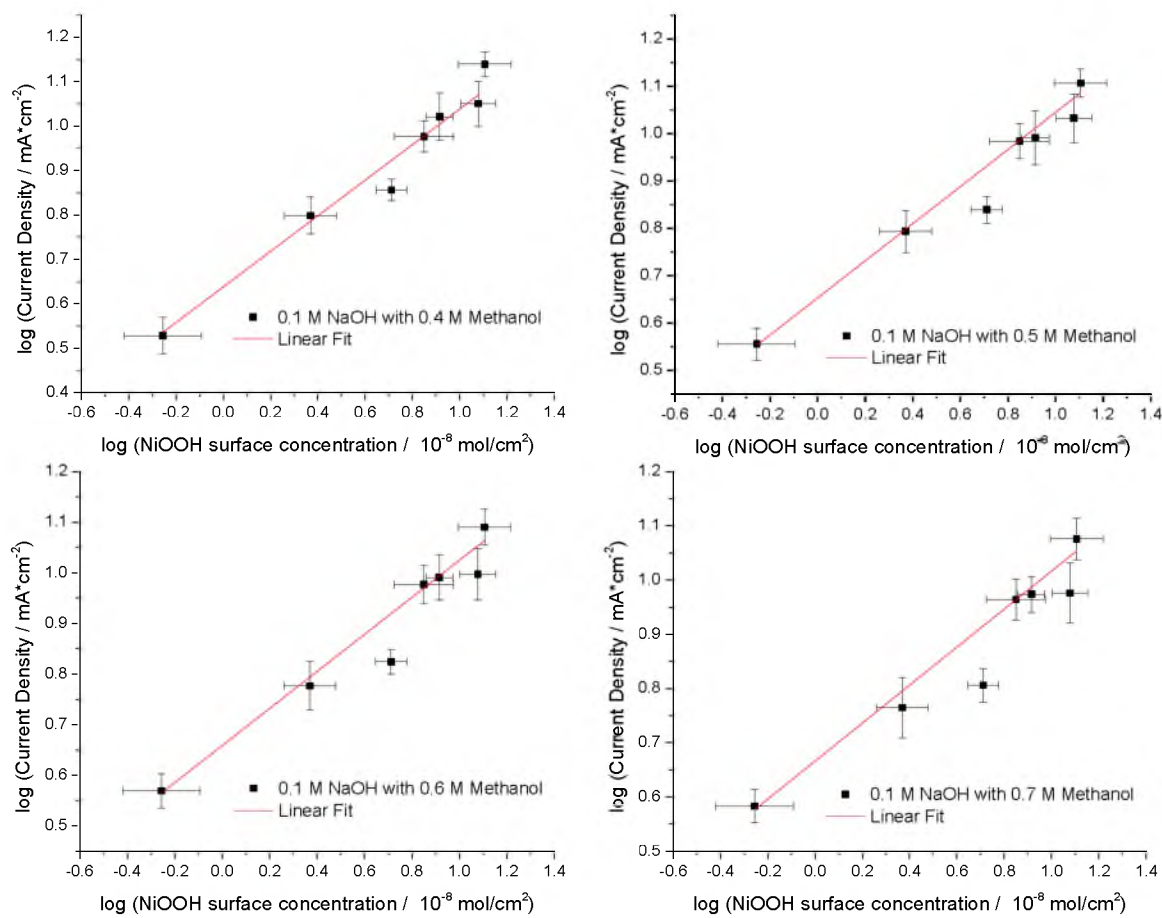 log (Current Density / mA*cm-2)
1.2
1.1
1.0
0.9
0.8
0.7
0.6
0.5
0.4
0.1 M NaOH with 0.4 M Methanol
Linear Fit
-0.6 -0.4 -0.2 0.0 0.2 0.4 0.6 0.8 1.0 1.2 1.4
log (NiOOH surface concentration / 10-8 mol/cm2)
log (Current Density / mA*cm-2)
1.2
1.1
1.0
0.9
0.8
0.7
0.6
0.5
0.1 M NaOH with 0.5 M Methanol
Linear Fit
-0.6 -0.4 -0.2 0.0 0.2 0.4 0.6 0.8 1.0 1.2 1.4
log (NiOOH surface concentration / 10-8 mol/cm2)
log (Current Density / mA*cm-2)
1.2
1.1
1.0
0.9
0.8
0.7
0.6
0.5
0.1 M NaOH with 0.6 M Methanol
Linear Fit
-0.6 -0.4 -0.2 0.0 0.2 0.4 0.6 0.8 1.0 1.2 1.4
log (NiOOH surface concentration / 10-8 mol/cm2)
log (Current Density / mA*cm-2)
1.2
1.1
1.0
0.9
0.8
0.7
0.6
0.5
0.1 M NaOH with 0.7 M Methanol
Linear Fit
-0.6 -0.4 -0.2 0.0 0.2 0.4 0.6 0.8 1.0 1.2 1.4
log (NiOOH surface concentration / 10-8 mol/cm2)